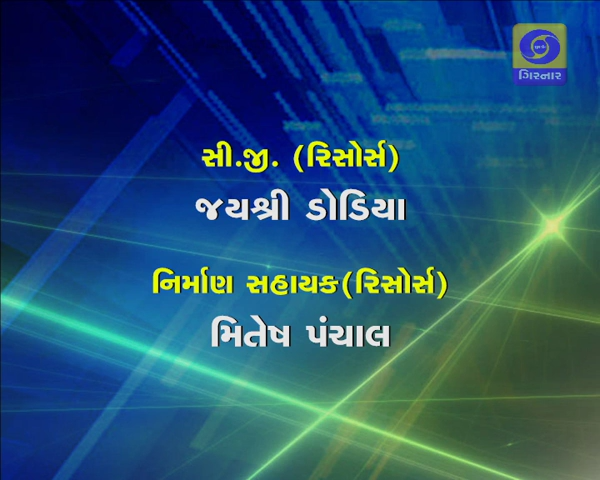 ગિરનાર
સી.જી. (રિસોર્સ)
જયશ્રી ડોડિયા
નિર્માણ સહાયક(રિસોર્સ)
મિતેષ પંચાલ